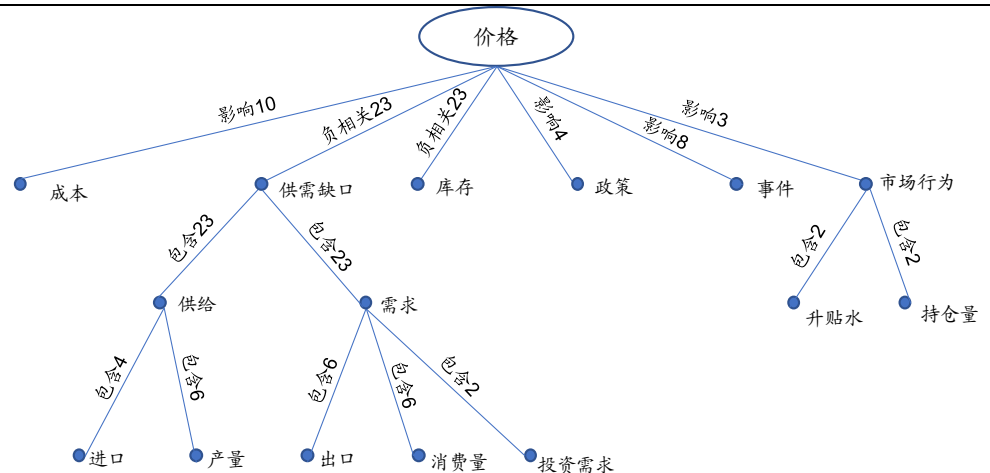 价格
影响10
负相关23
负相关23
影响4
影响8
影响3
成本
供需缺口
库存
政策
事件
市场行为
包含23
包含23
包含2
包含2
供给
需求
升贴水
持仓量
包含4
包含6
包含6
包含6
包含2
进口
产量
出口
消费量
投资需求